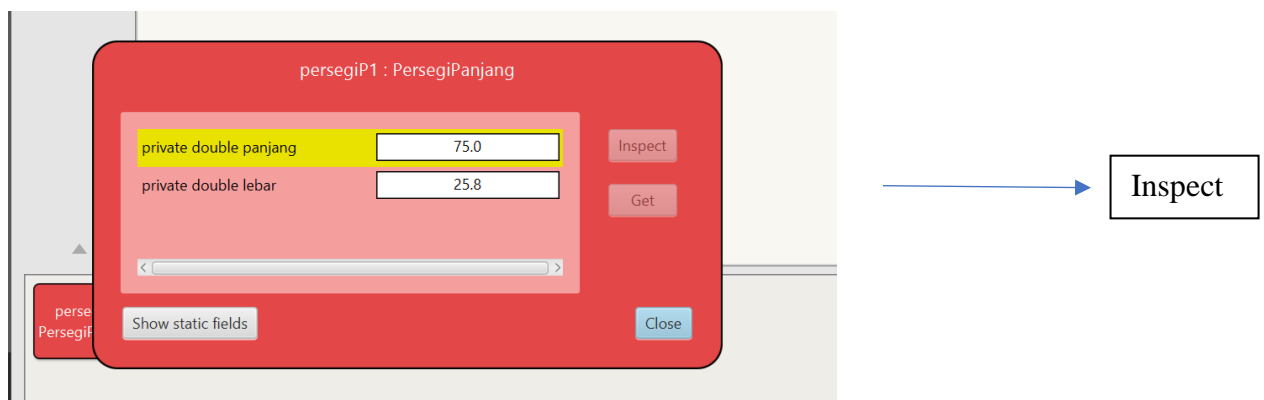 persegiP1 : PersegiPanjang
private double panjang 75.0 Inspect
private double lebar 25.8
Get
Show static fields Close
Inspect